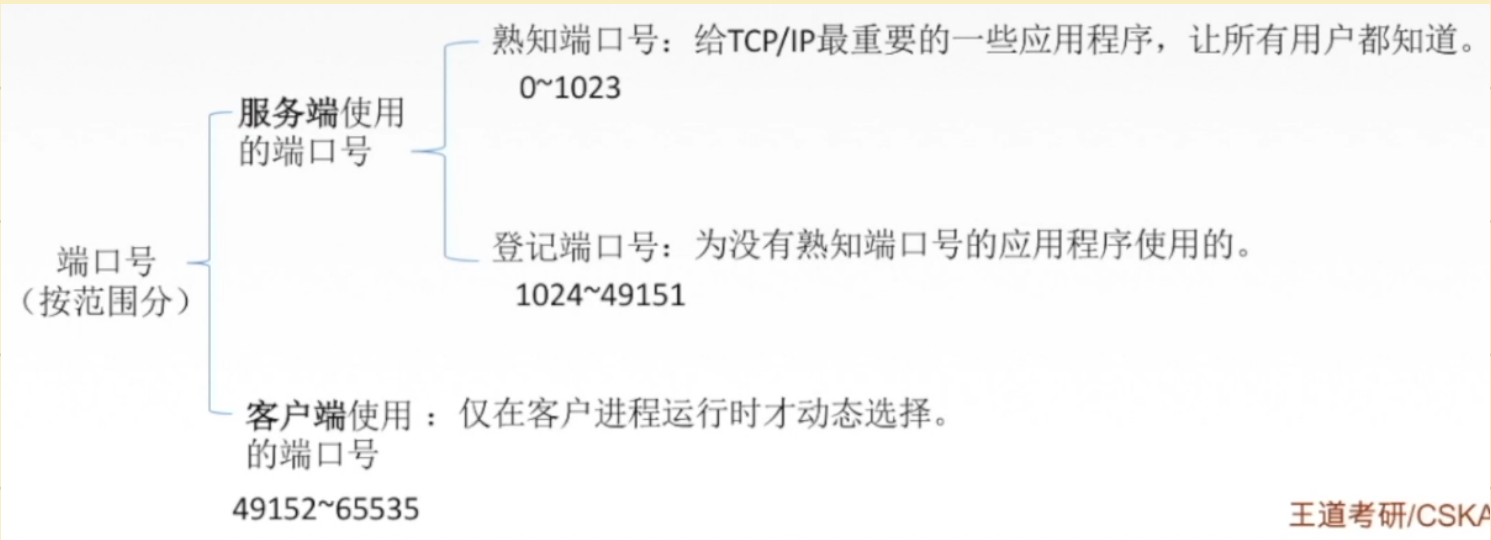 熟知端口号：给TCP/IP最重要的一些应用程序，让所有用户都知道。
0~1023
服务端使用
的端口号
登记端口号：为没有熟知端口号的应用程序使用的。
1024~49151
端口号
（按范围分）
客户端使用：仅在客户进程运行时才动态选择。
的端口号
49152~65535
王道考研/CSKA